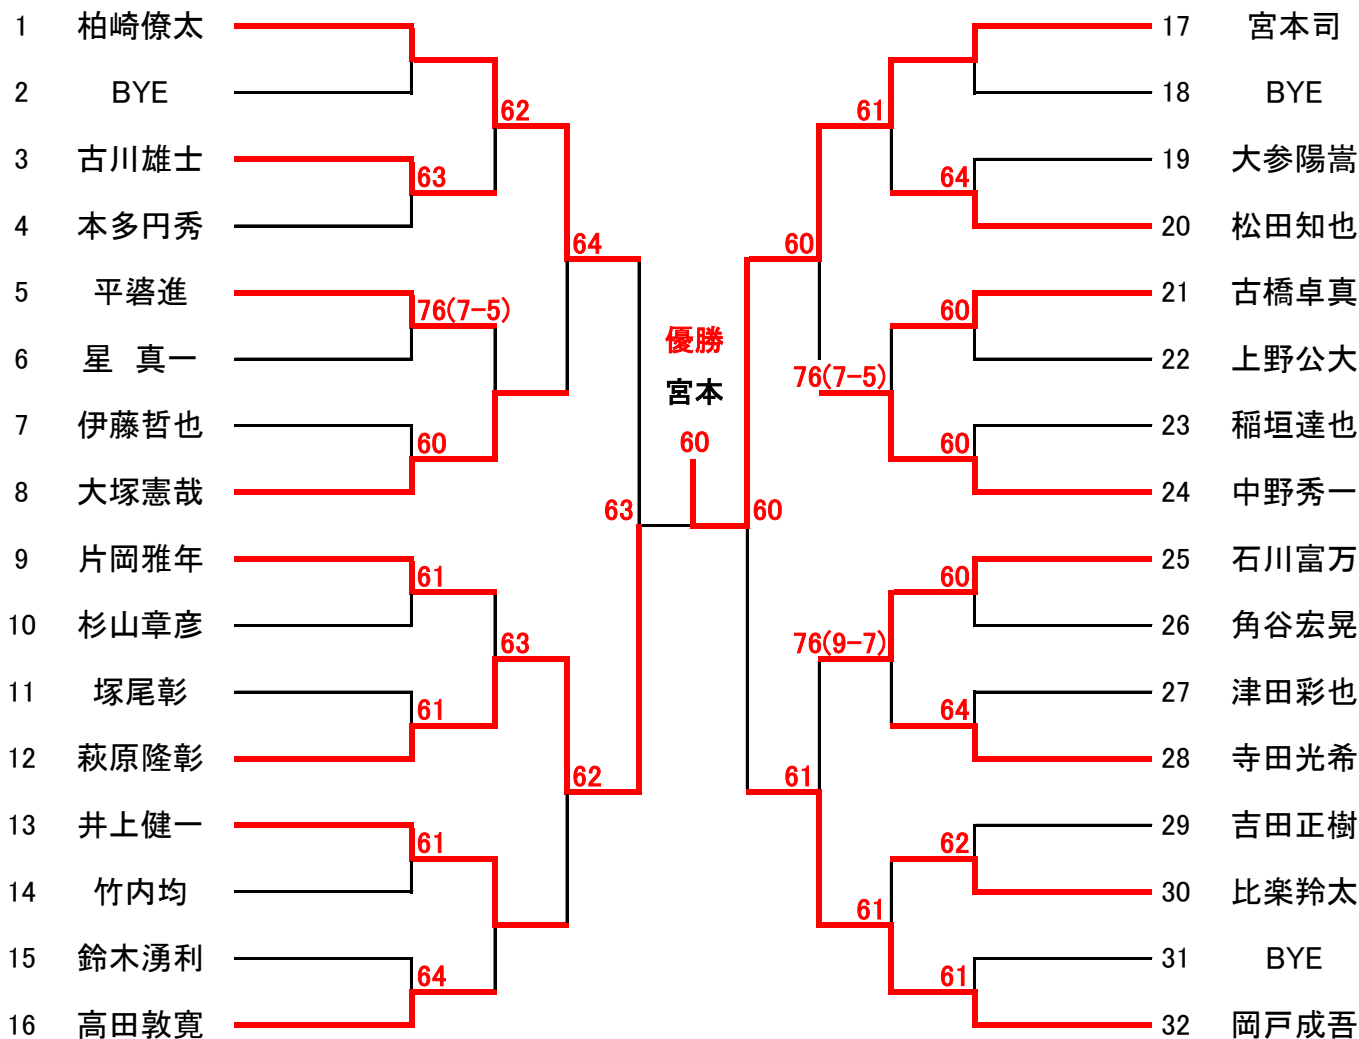 1 柏崎僚太
2 BYE
62
3 古川雄士
63
4 本多円秀
64
5 平碆進
76(7-5)
6 星 真一
7 伊藤哲也
60
8 大塚憲哉
63
9 片岡雅年
61
10 杉山章彦
63
11 塚尾彰
61
12 萩原隆彰
62
13 井上健一
61
14 竹内均
15 鈴木湧利
64
16 高田敦寛
優勝
宮本
60
17 宮本司
18 BYE
61
19 大参陽嵩
64
20 松田知也
60
21 古橋卓真
60
22 上野公大
76(7-5)
23 稲垣達也
60
24 中野秀一
60
25 石川富万
60
26 角谷宏晃
76(9-7)
27 津田彩也
64
28 寺田光希
61
29 吉田正樹
62
30 比楽羚太
61
31 BYE
61
32 岡戸成吾